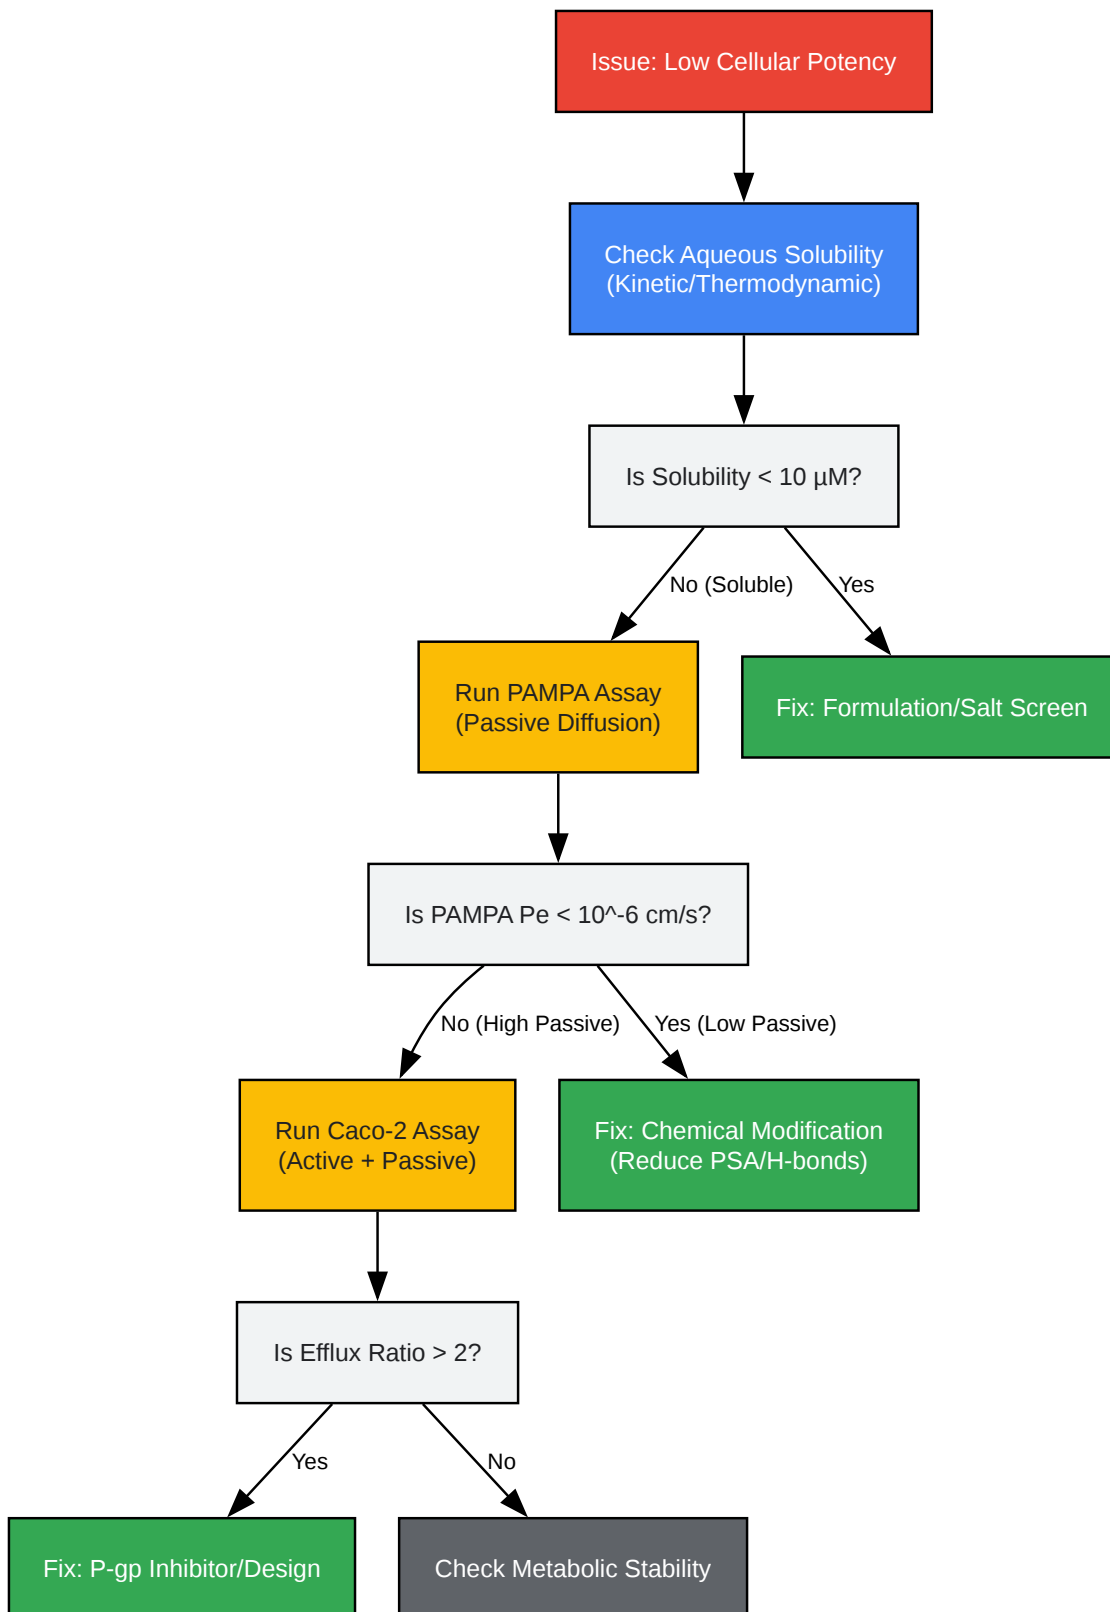 Issue: Low Cellular Potency
Check Aqueous Solubility
(Kinetic/Thermodynamic)
Is Solubility < 10 µM?
No (Soluble)
Yes
Run PAMPA Assay
(Passive Diffusion)
Fix: Formulation/Salt Screen
Is PAMPA Pe < 10^-6 cm/s?
No (High Passive)
Yes (Low Passive)
Run Caco-2 Assay
(Active + Passive)
Fix: Chemical Modification
(Reduce PSA/H-bonds)
Is Efflux Ratio > 2?
Yes
No
Fix: P-gp Inhibitor/Design
Check Metabolic Stability